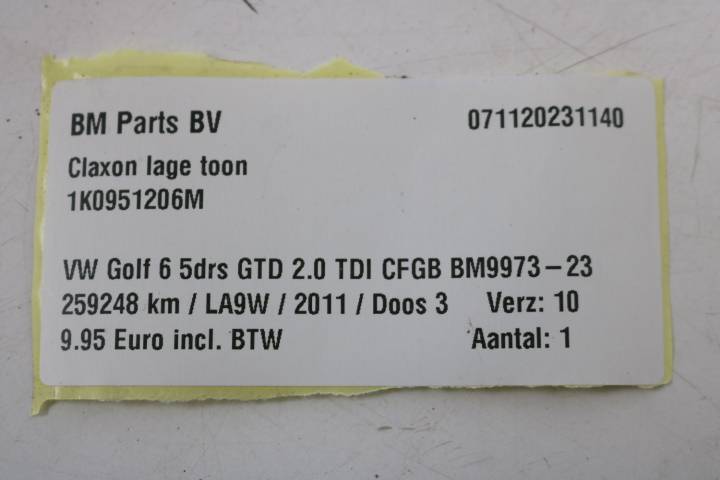 BM Parts BV 071120231140
Claxon lage toon
1K0951206M
VW Golf 6 5drs GTD 2.0 TDI CFGB BM9973-23
259248 km / LA9W / 2011 / Doos 3 Verz: 10
9.95 Euro incl. BTW Aantal: 1